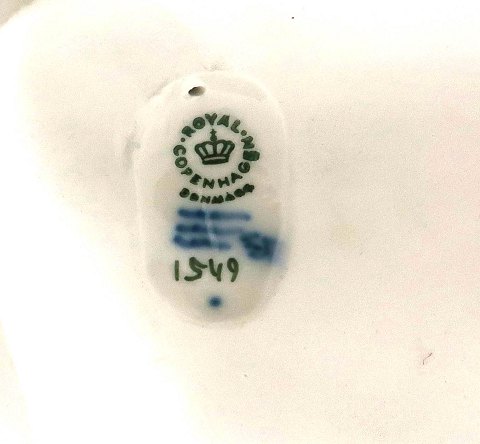 ROYAL
COPENHAGEN
DENMARK
1549